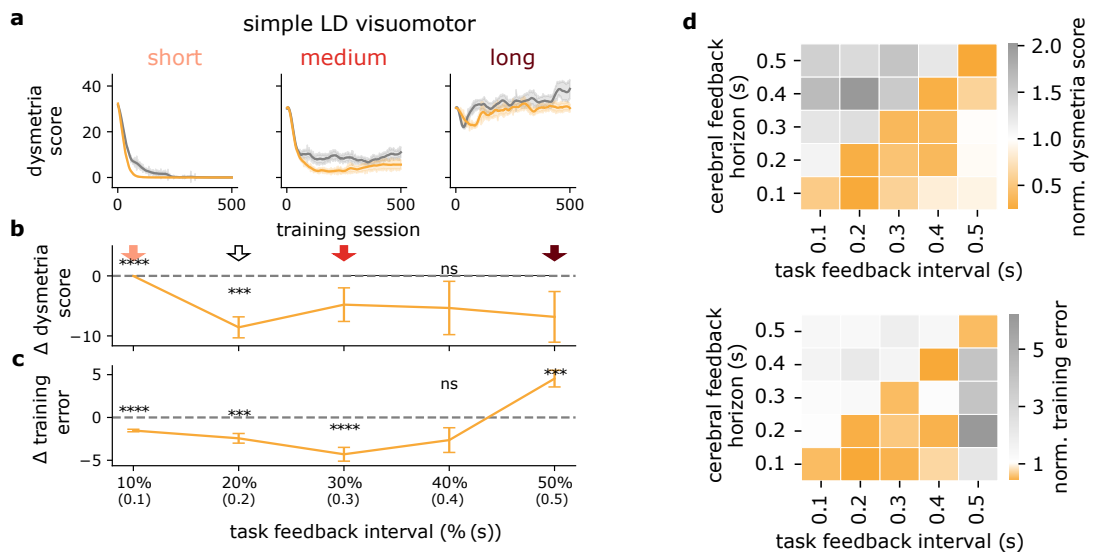 a
simple LD visuomotor
short medium long
dysmetria
score
40
20
0
0 500 0 500 0 500
training session
b
Δ dysmetria
score
0
−10
**** *** ns
c
Δ training
error
5
0
−5
**** *** **** ns ***
10% 20% 30% 40% 50%
(0.1) (0.2) (0.3) (0.4) (0.5)
task feedback interval (% (s))
d
cerebral feedback
horizon (s)
0.5
0.4
0.3
0.2
0.1
0.1 0.2 0.3 0.4 0.5
task feedback interval (s)
2.0
1.5
1.0
0.5
norm. dysmetria score
cerebral feedback
horizon (s)
0.5
0.4
0.3
0.2
0.1
0.1 0.2 0.3 0.4 0.5
task feedback interval (s)
5
3
1
norm. training error